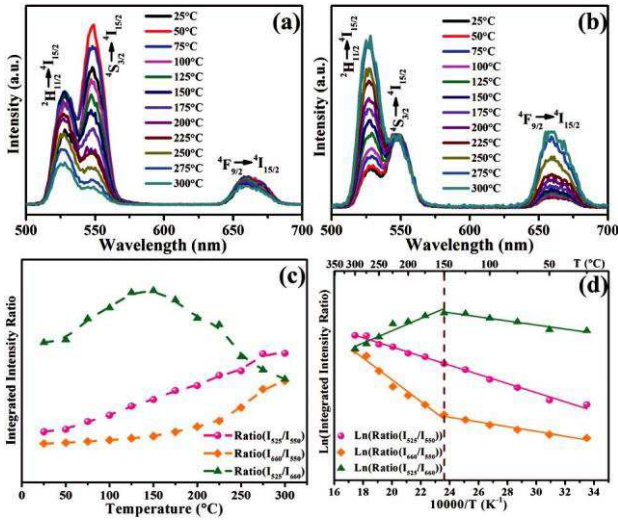 (a)
⁴I₁₅/₂
²H₁₁/₂
⁴I₁₅/₂
⁴S₃/₂
⁴F₉/₂ ⁴I₁₅/₂
25°C
50°C
75°C
100°C
125°C
150°C
175°C
200°C
225°C
250°C
275°C
300°C
Intensity (a.u.)
500 550 600 650 700
Wavelength (nm)
(b)
⁴I₁₅/₂
²H₁₁/₂
⁴I₁₅/₂
⁴S₃/₂
⁴F₉/₂ ⁴I₁₅/₂
25°C
50°C
75°C
100°C
125°C
150°C
175°C
200°C
225°C
250°C
275°C
300°C
Intensity (a.u.)
500 550 600 650 700
Wavelength (nm)
(c)
Integrated Intensity Ratio
Ratio(I₅₂₅/I₅₅₀)
Ratio(I₆₆₀/I₅₅₀)
Ratio(I₅₂₅/I₆₆₀)
0 50 100 150 200 250 300
Temperature (°C)
350 300 250 200 150 100 50 T (°C)
(d)
Ln(Integrated Intensity Ratio)
Ln(Ratio(I₅₂₅/I₅₅₀))
Ln(Ratio(I₆₆₀/I₅₅₀))
Ln(Ratio(I₅₂₅/I₆₆₀))
16 18 20 22 24 26 28 30 32 34
10000/T (K⁻¹)